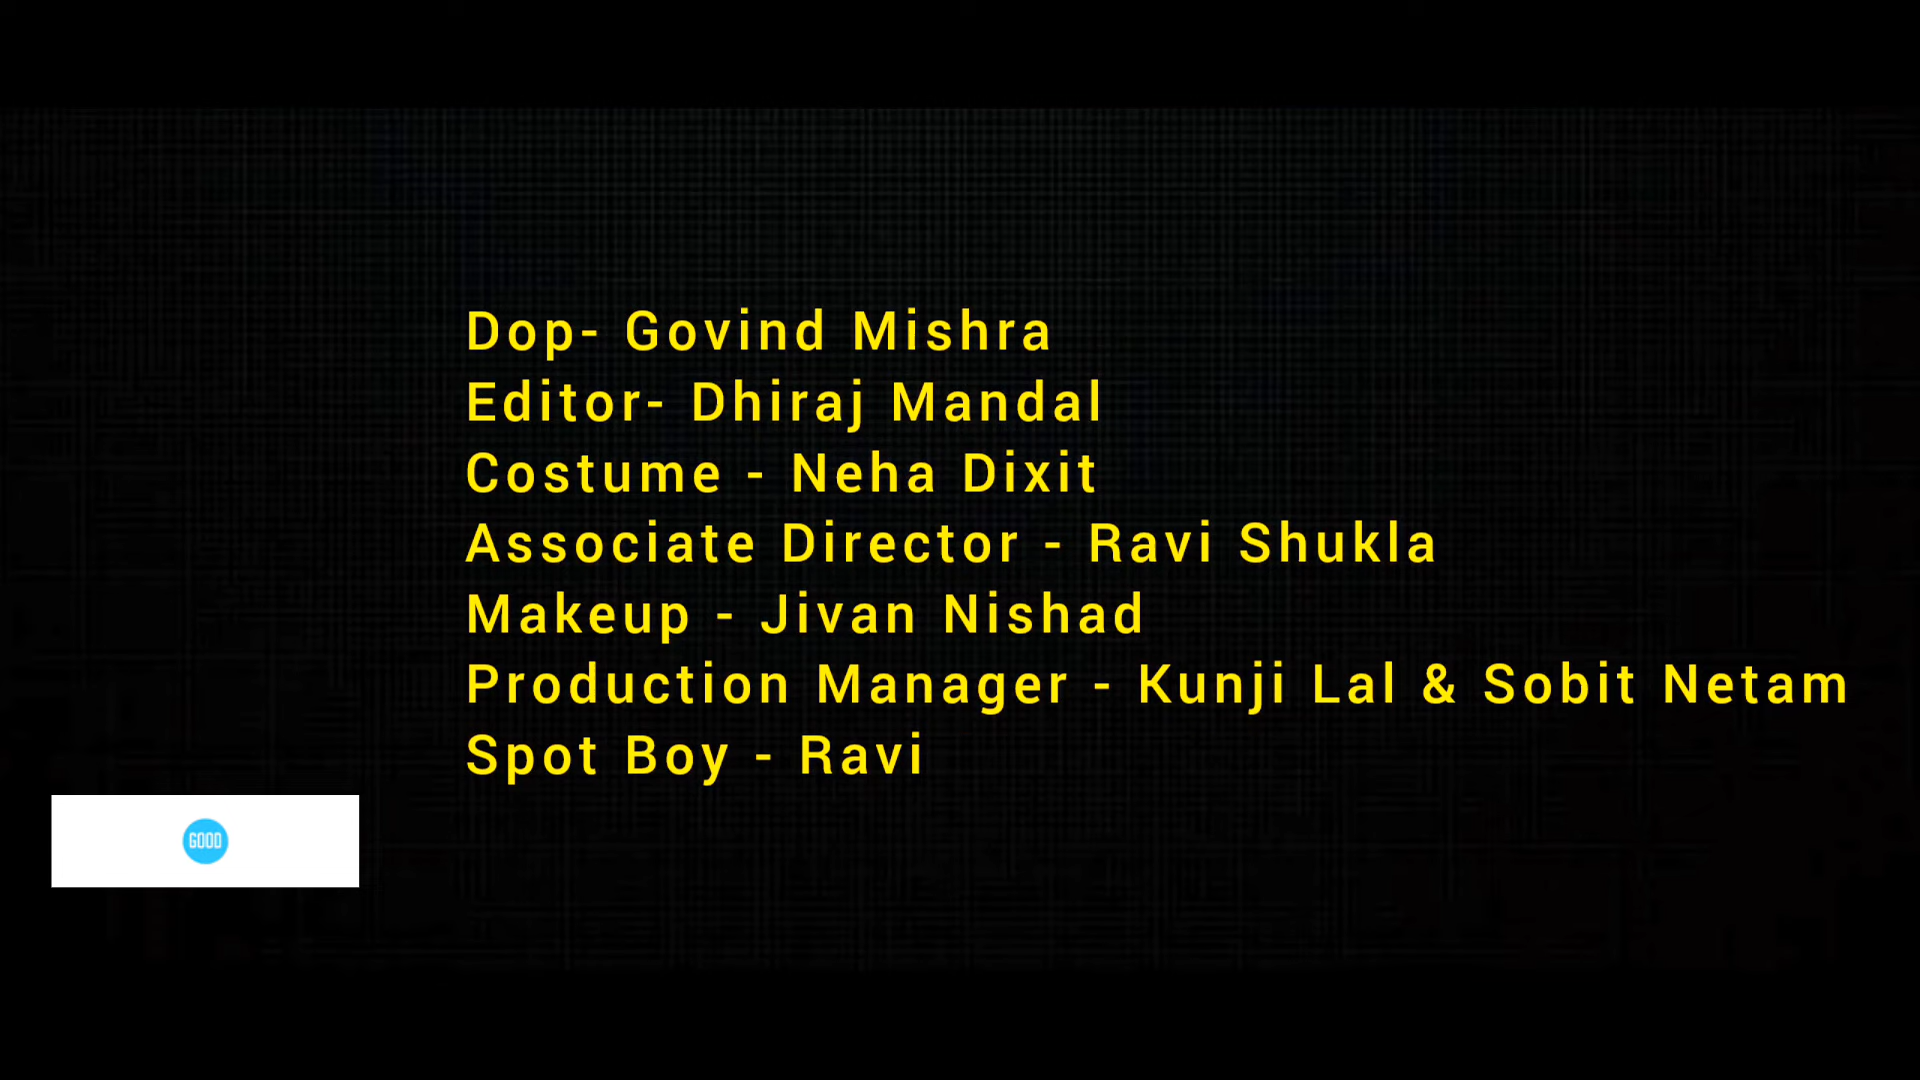 Dop- Govind Mishra
Editor- Dhiraj Mandal
Costume - Neha Dixit
Associate Director - Ravi Shukla
Makeup - Jivan Nishad
Production Manager - Kunji Lal & Sobit Netam
Spot Boy - Ravi
GOOD